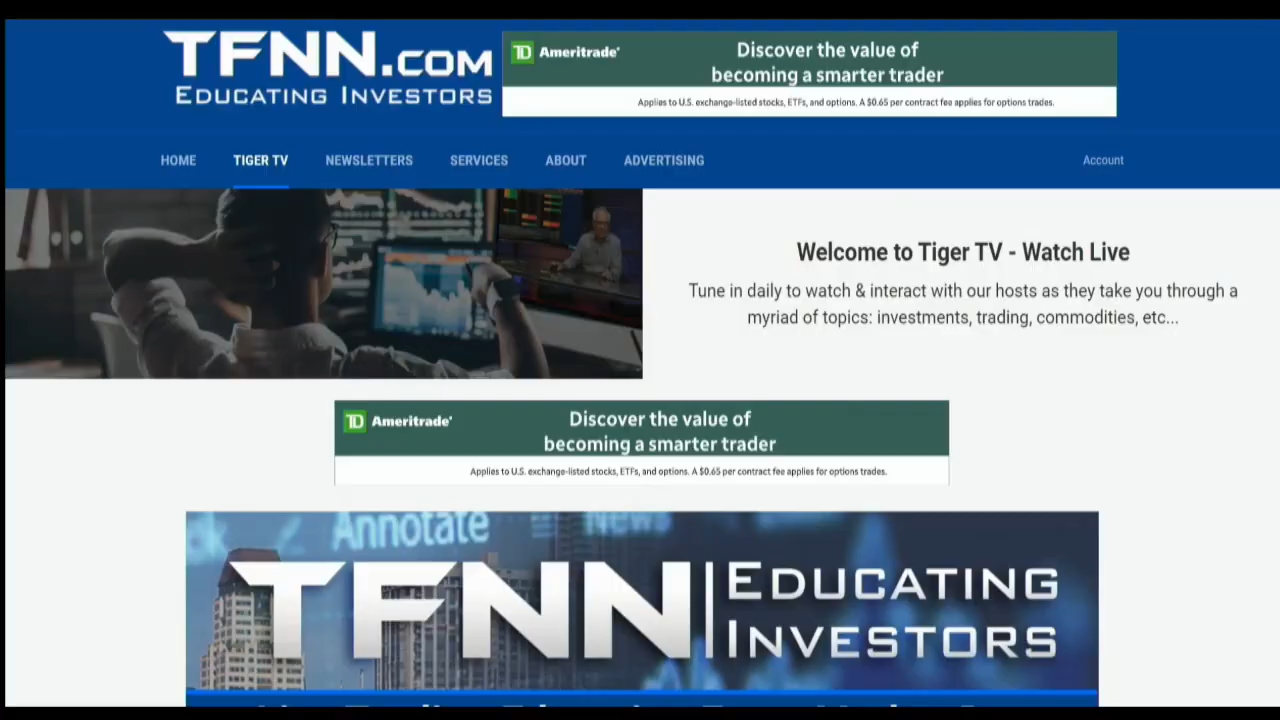 TFNN.COM
EDUCATING INVESTORS
TD Ameritrade
Discover the value of
becoming a smarter trader
Applies to U.S. exchange-listed stocks, ETFs, and options. A $0.65 per contract fee applies for options trades.
HOME TIGER TV NEWSLETTERS SERVICES ABOUT ADVERTISING Account
Welcome to Tiger TV - Watch Live
Tune in daily to watch & interact with our hosts as they take you through a
myriad of topics: investments, trading, commodities, etc...
TD Ameritrade
Discover the value of
becoming a smarter trader
Applies to U.S. exchange-listed stocks, ETFs, and options. A $0.65 per contract fee applies for options trades.
Annotate News
TFNN EDUCATING
INVESTORS